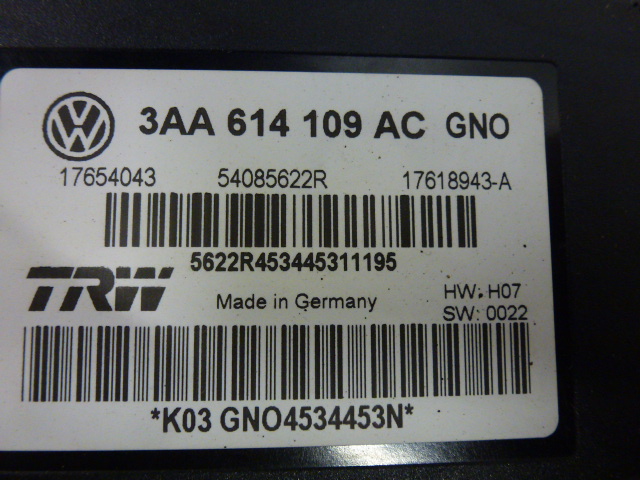 3AA 614 109 AC GNO
17654043 54085622R 17618943-A
5622R453445311195
TRW Made in Germany HW: H07
SW: 0022
*K03 GNO4534453N*